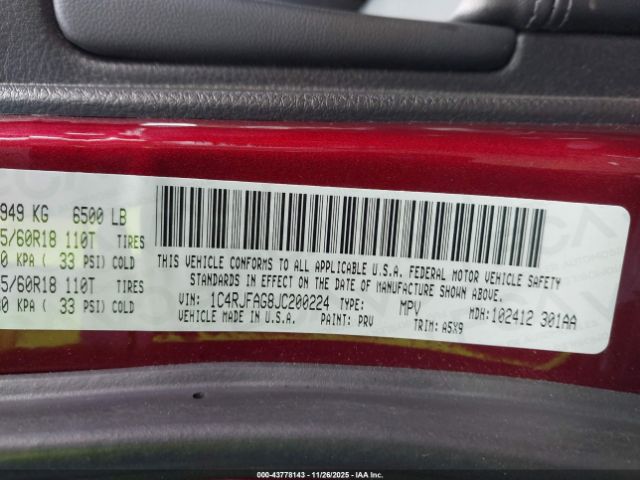 949 KG 6500 LB
5/60R18 110T TIRES
0 KPA ( 33 PSI) COLD
5/60R18 110T TIRES
30 KPA ( 33 PSI) COLD
THIS VEHICLE CONFORMS TO ALL APPLICABLE U.S.A. FEDERAL MOTOR VEHICLE SAFETY
STANDARDS IN EFFECT ON THE DATE OF MANUFACTURE SHOWN ABOVE.
VIN: 1C4RJFAG8JC200224 TYPE: MPV MDH: 102412 301AA
VEHICLE MADE IN U.S.A. PAINT: PRV TRIM: A5X9
000-43778143 - 11/26/2025 - IAA Inc.